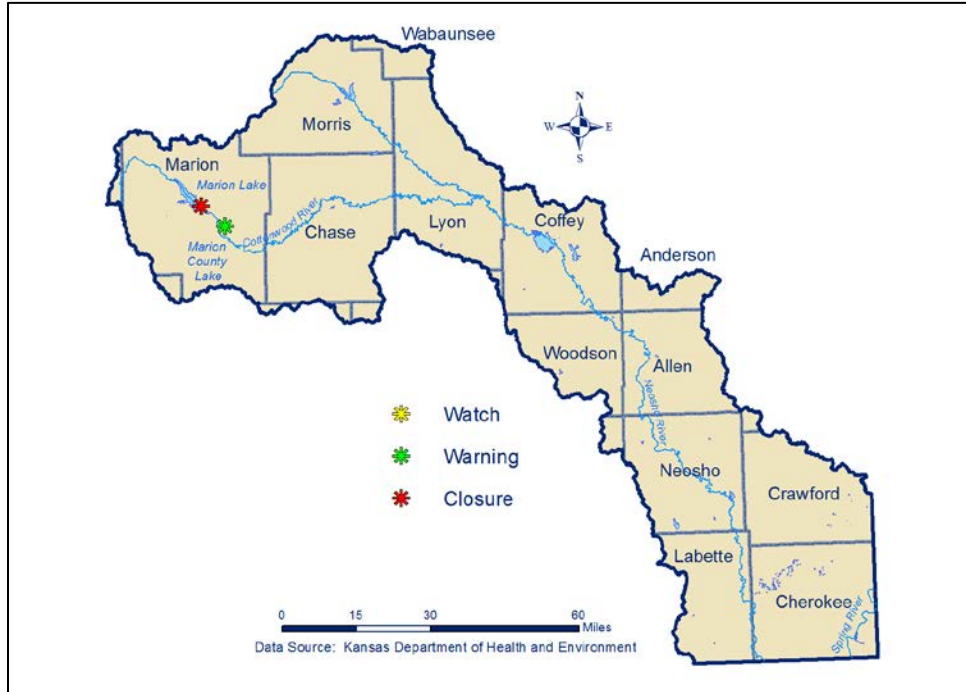 Wabaunsee
Morris
N
W E
S
Marion
Marion Lake
Cottonwood River
Chase
Lyon
Coffey
Marion
County
Lake
Anderson
Woodson
Allen
Neosho River
Watch
Warning
Closure
Neosho
Crawford
Labette
Cherokee
Spring River
0 15 30 60
Miles
Data Source: Kansas Department of Health and Environment